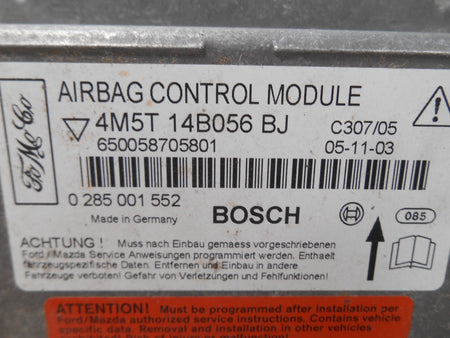 AIRBAG CONTROL MODULE
FoMoCo
4M5T 14B056 BJ
C307/05
650058705801
05-11-03
0 285 001 552
Made in Germany
BOSCH
085
ACHTUNG ! Muss nach Einbau gemaess vorgeschriebenen
Ford/Mazda Service Anweisungen programmiert werden. Enthaelt
fahrzeugspezifische Daten. Entfernen und Einbau in andere
Fahrzeuge verboten! Gefahr von Verletzungen und Fehlfunktionen!
ATTENTION! Must be programmed after installation per
Ford/Mazda authorized service instructions. Contains vehicle
specific data. Removal and installation to other vehicles